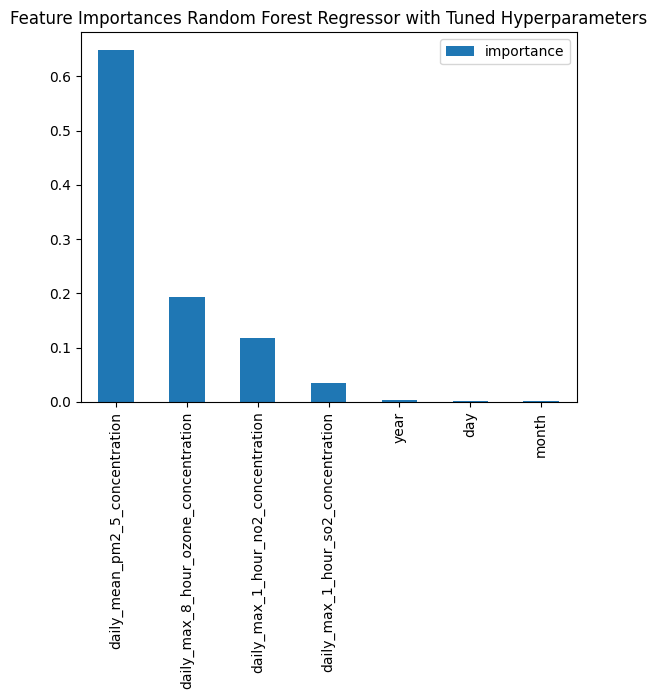 Feature Importances Random Forest Regressor with Tuned Hyperparameters
importance
0.6
0.5
0.4
0.3
0.2
0.1
0.0
daily_mean_pm2_5_concentration
daily_max_8_hour_ozone_concentration
daily_max_1_hour_no2_concentration
daily_max_1_hour_so2_concentration
year
day
month